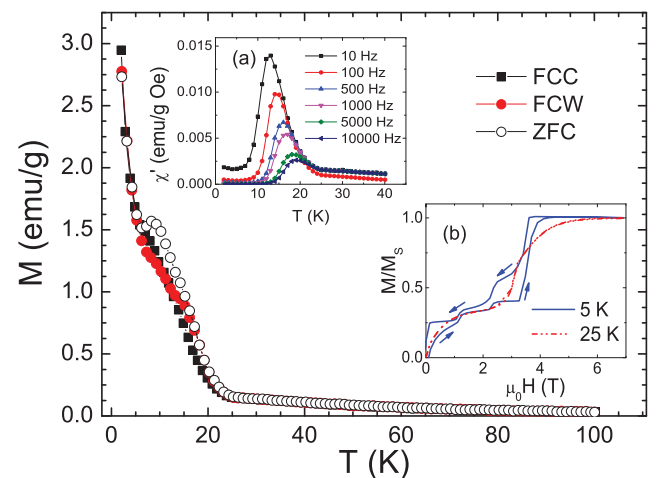 M (emu/g)
3.0
2.5
2.0
1.5
1.0
0.5
0.0
0
20
40
60
80
100
T (K)
FCC
FCW
ZFC
(a)
χ' (emu/g Oe)
0.015
0.010
0.005
0.000
0
10
20
30
40
T (K)
10 Hz
100 Hz
500 Hz
1000 Hz
5000 Hz
10000 Hz
(b)
M/Ms
1.0
0.5
0.0
0
2
4
6
μ₀H (T)
5 K
25 K